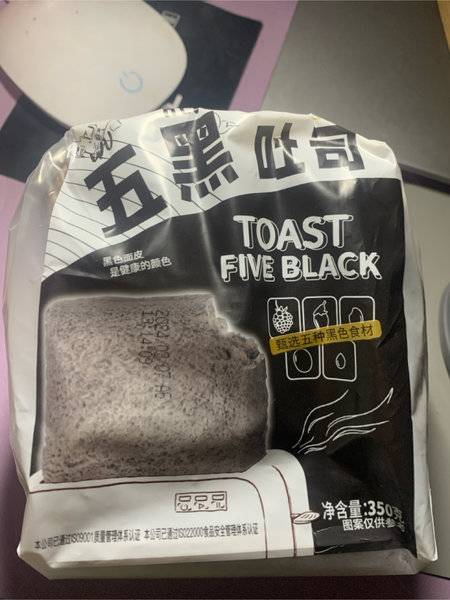 五黑吐司
TOAST
FIVE BLACK
黑色面皮
是健康的颜色
甄选五种黑色食材
净含量:350克
图案仅供参考
本公司已通过ISO9001质量管理体系认证 本公司已通过ISO22000食品安全管理体系认证